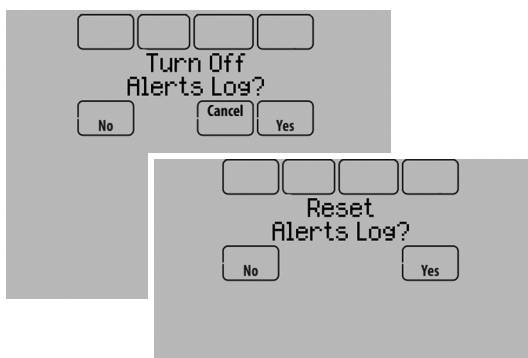 Turn Off
Alerts Log?
No Cancel Yes
Reset
Alerts Log?
No Yes